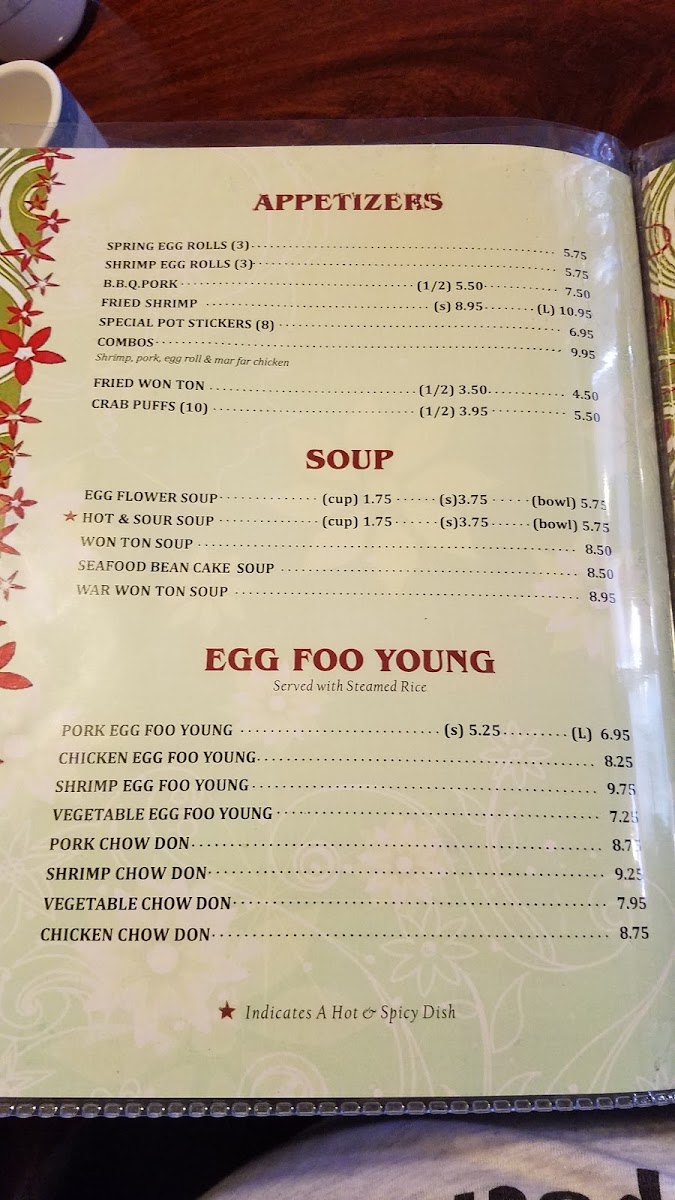 APPETIZERS
SPRING EGG ROLLS (3) 5.75
SHRIMP EGG ROLLS (3) 5.75
B.B.Q.PORK (1/2) 5.50 7.50
FRIED SHRIMP (s) 8.95 (L) 10.95
SPECIAL POT STICKERS (8) 6.95
COMBOS 9.95
Shrimp, pork, egg roll & mar far chicken
FRIED WON TON (1/2) 3.50 4.50
CRAB PUFFS (10) (1/2) 3.95 5.50
SOUP
EGG FLOWER SOUP (cup) 1.75 (s)3.75 (bowl) 5.75
★ HOT & SOUR SOUP (cup) 1.75 (s)3.75 (bowl) 5.75
WON TON SOUP 8.50
SEAFOOD BEAN CAKE SOUP 8.50
WAR WON TON SOUP 8.95
EGG FOO YOUNG
Served with Steamed Rice
PORK EGG FOO YOUNG (s) 5.25 (L) 6.95
CHICKEN EGG FOO YOUNG 8.25
SHRIMP EGG FOO YOUNG 9.75
VEGETABLE EGG FOO YOUNG 7.25
PORK CHOW DON 8.75
SHRIMP CHOW DON 9.25
VEGETABLE CHOW DON 7.95
CHICKEN CHOW DON 8.75
★ Indicates A Hot & Spicy Dish